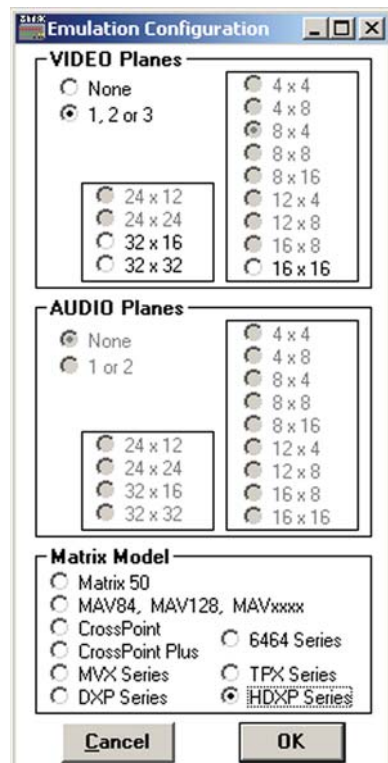 Emulation Configuration
VIDEO Planes
None
1, 2 or 3
24 x 12
24 x 24
32 x 16
32 x 32
4 x 4
4 x 8
8 x 4
8 x 8
8 x 16
12 x 4
12 x 8
16 x 8
16 x 16
AUDIO Planes
None
1 or 2
24 x 12
24 x 24
32 x 16
32 x 32
4 x 4
4 x 8
8 x 4
8 x 8
8 x 16
12 x 4
12 x 8
16 x 8
16 x 16
Matrix Model
Matrix 50
MAV84, MAV128, MAVxxxx
CrossPoint
CrossPoint Plus
6464 Series
MVX Series
TPX Series
DXP Series
HDXP Series
Cancel
OK